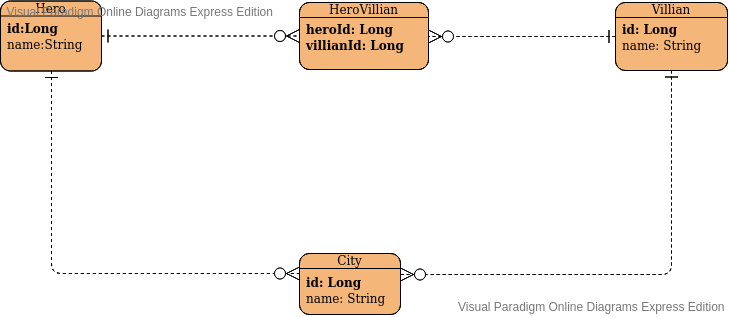 Visual Paradigm Online Diagrams Express Edition
Hero
id:Long
name:String
HeroVillian
heroId: Long
villianId: Long
Villian
id: Long
name: String
City
id: Long
name: String
Visual Paradigm Online Diagrams Express Edition